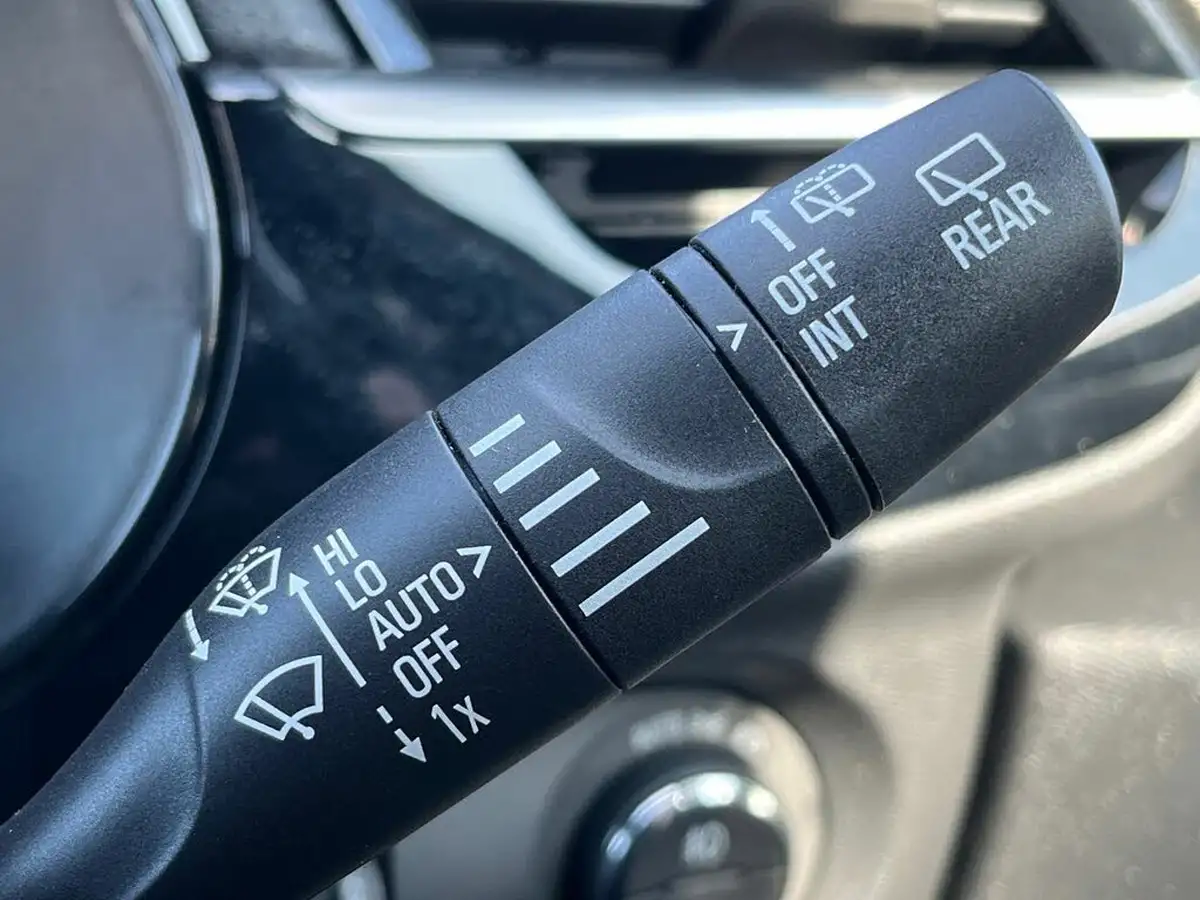 REAR
OFF
INT
HI
LO
AUTO
OFF
1x